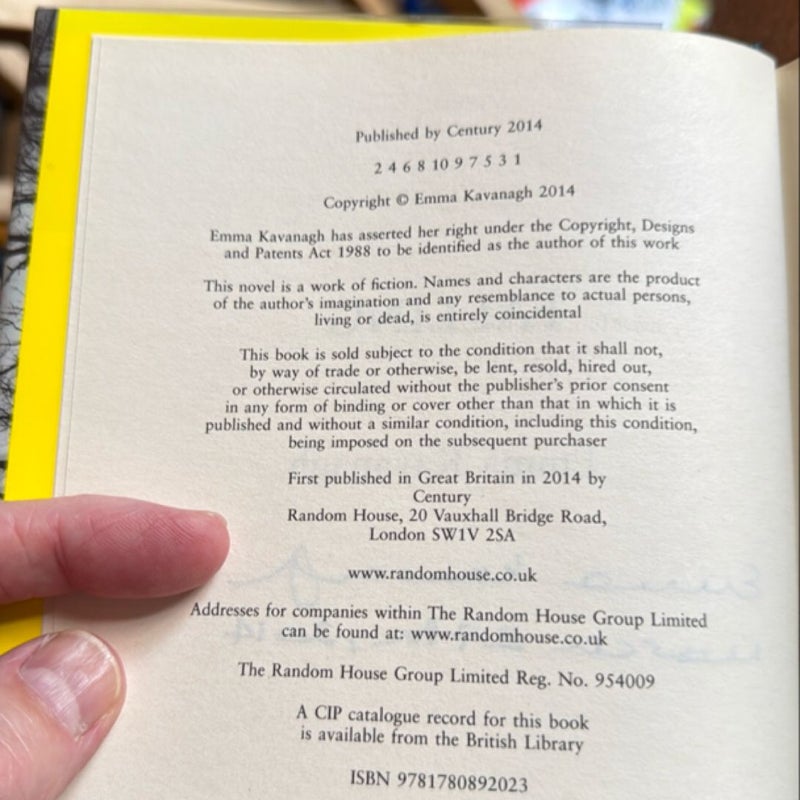 Published by Century 2014
2 4 6 8 10 9 7 5 3 1
Copyright © Emma Kavanagh 2014
Emma Kavanagh has asserted her right under the Copyright, Designs
and Patents Act 1988 to be identified as the author of this work
This novel is a work of fiction. Names and characters are the product
of the author's imagination and any resemblance to actual persons,
living or dead, is entirely coincidental
This book is sold subject to the condition that it shall not,
by way of trade or otherwise, be lent, resold, hired out,
or otherwise circulated without the publisher's prior consent
in any form of binding or cover other than that in which it is
published and without a similar condition, including this condition,
being imposed on the subsequent purchaser
First published in Great Britain in 2014 by
Century
Random House, 20 Vauxhall Bridge Road,
London SW1V 2SA
www.randomhouse.co.uk
Addresses for companies within The Random House Group Limited
can be found at: www.randomhouse.co.uk
The Random House Group Limited Reg. No. 954009
A CIP catalogue record for this book
is available from the British Library
ISBN 9781780892023